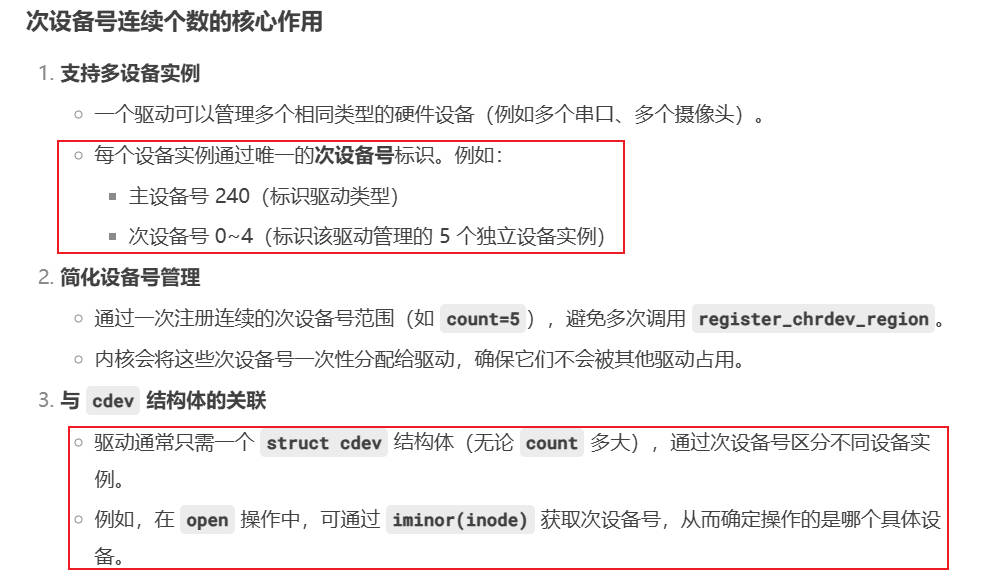 次设备号连续个数的核心作用
1. 支持多设备实例
一个驱动可以管理多个相同类型的硬件设备（例如多个串口、多个摄像头）。
每个设备实例通过唯一的次设备号标识。例如：
主设备号 240（标识驱动类型）
次设备号 0~4（标识该驱动管理的 5 个独立设备实例）
2. 简化设备号管理
通过一次注册连续的次设备号范围（如 count=5），避免多次调用 register_chrdev_region。
内核会将这些次设备号一次性分配给驱动，确保它们不会被其他驱动占用。
3. 与 cdev 结构体的关联
驱动通常只需一个 struct cdev 结构体（无论 count 多大），通过次设备号区分不同设备实
例。
例如，在 open 操作中，可通过 iminor(inode) 获取次设备号，从而确定操作的是哪个具体设
备。